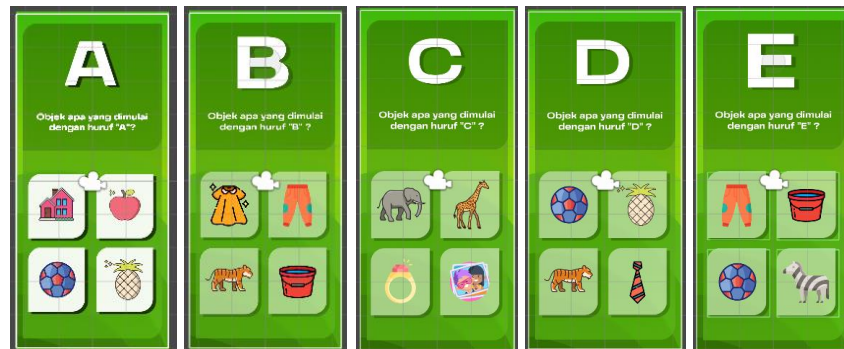 A
Objek apa yang dimulai
dengan huruf "A"?
B
Objek apa yang dimulai
dengan huruf "B" ?
C
Objek apa yang dimulai
dengan huruf "C" ?
D
Objek apa yang dimulai
dengan huruf "D" ?
E
Objek apa yang dimulai
dengan huruf "E" ?